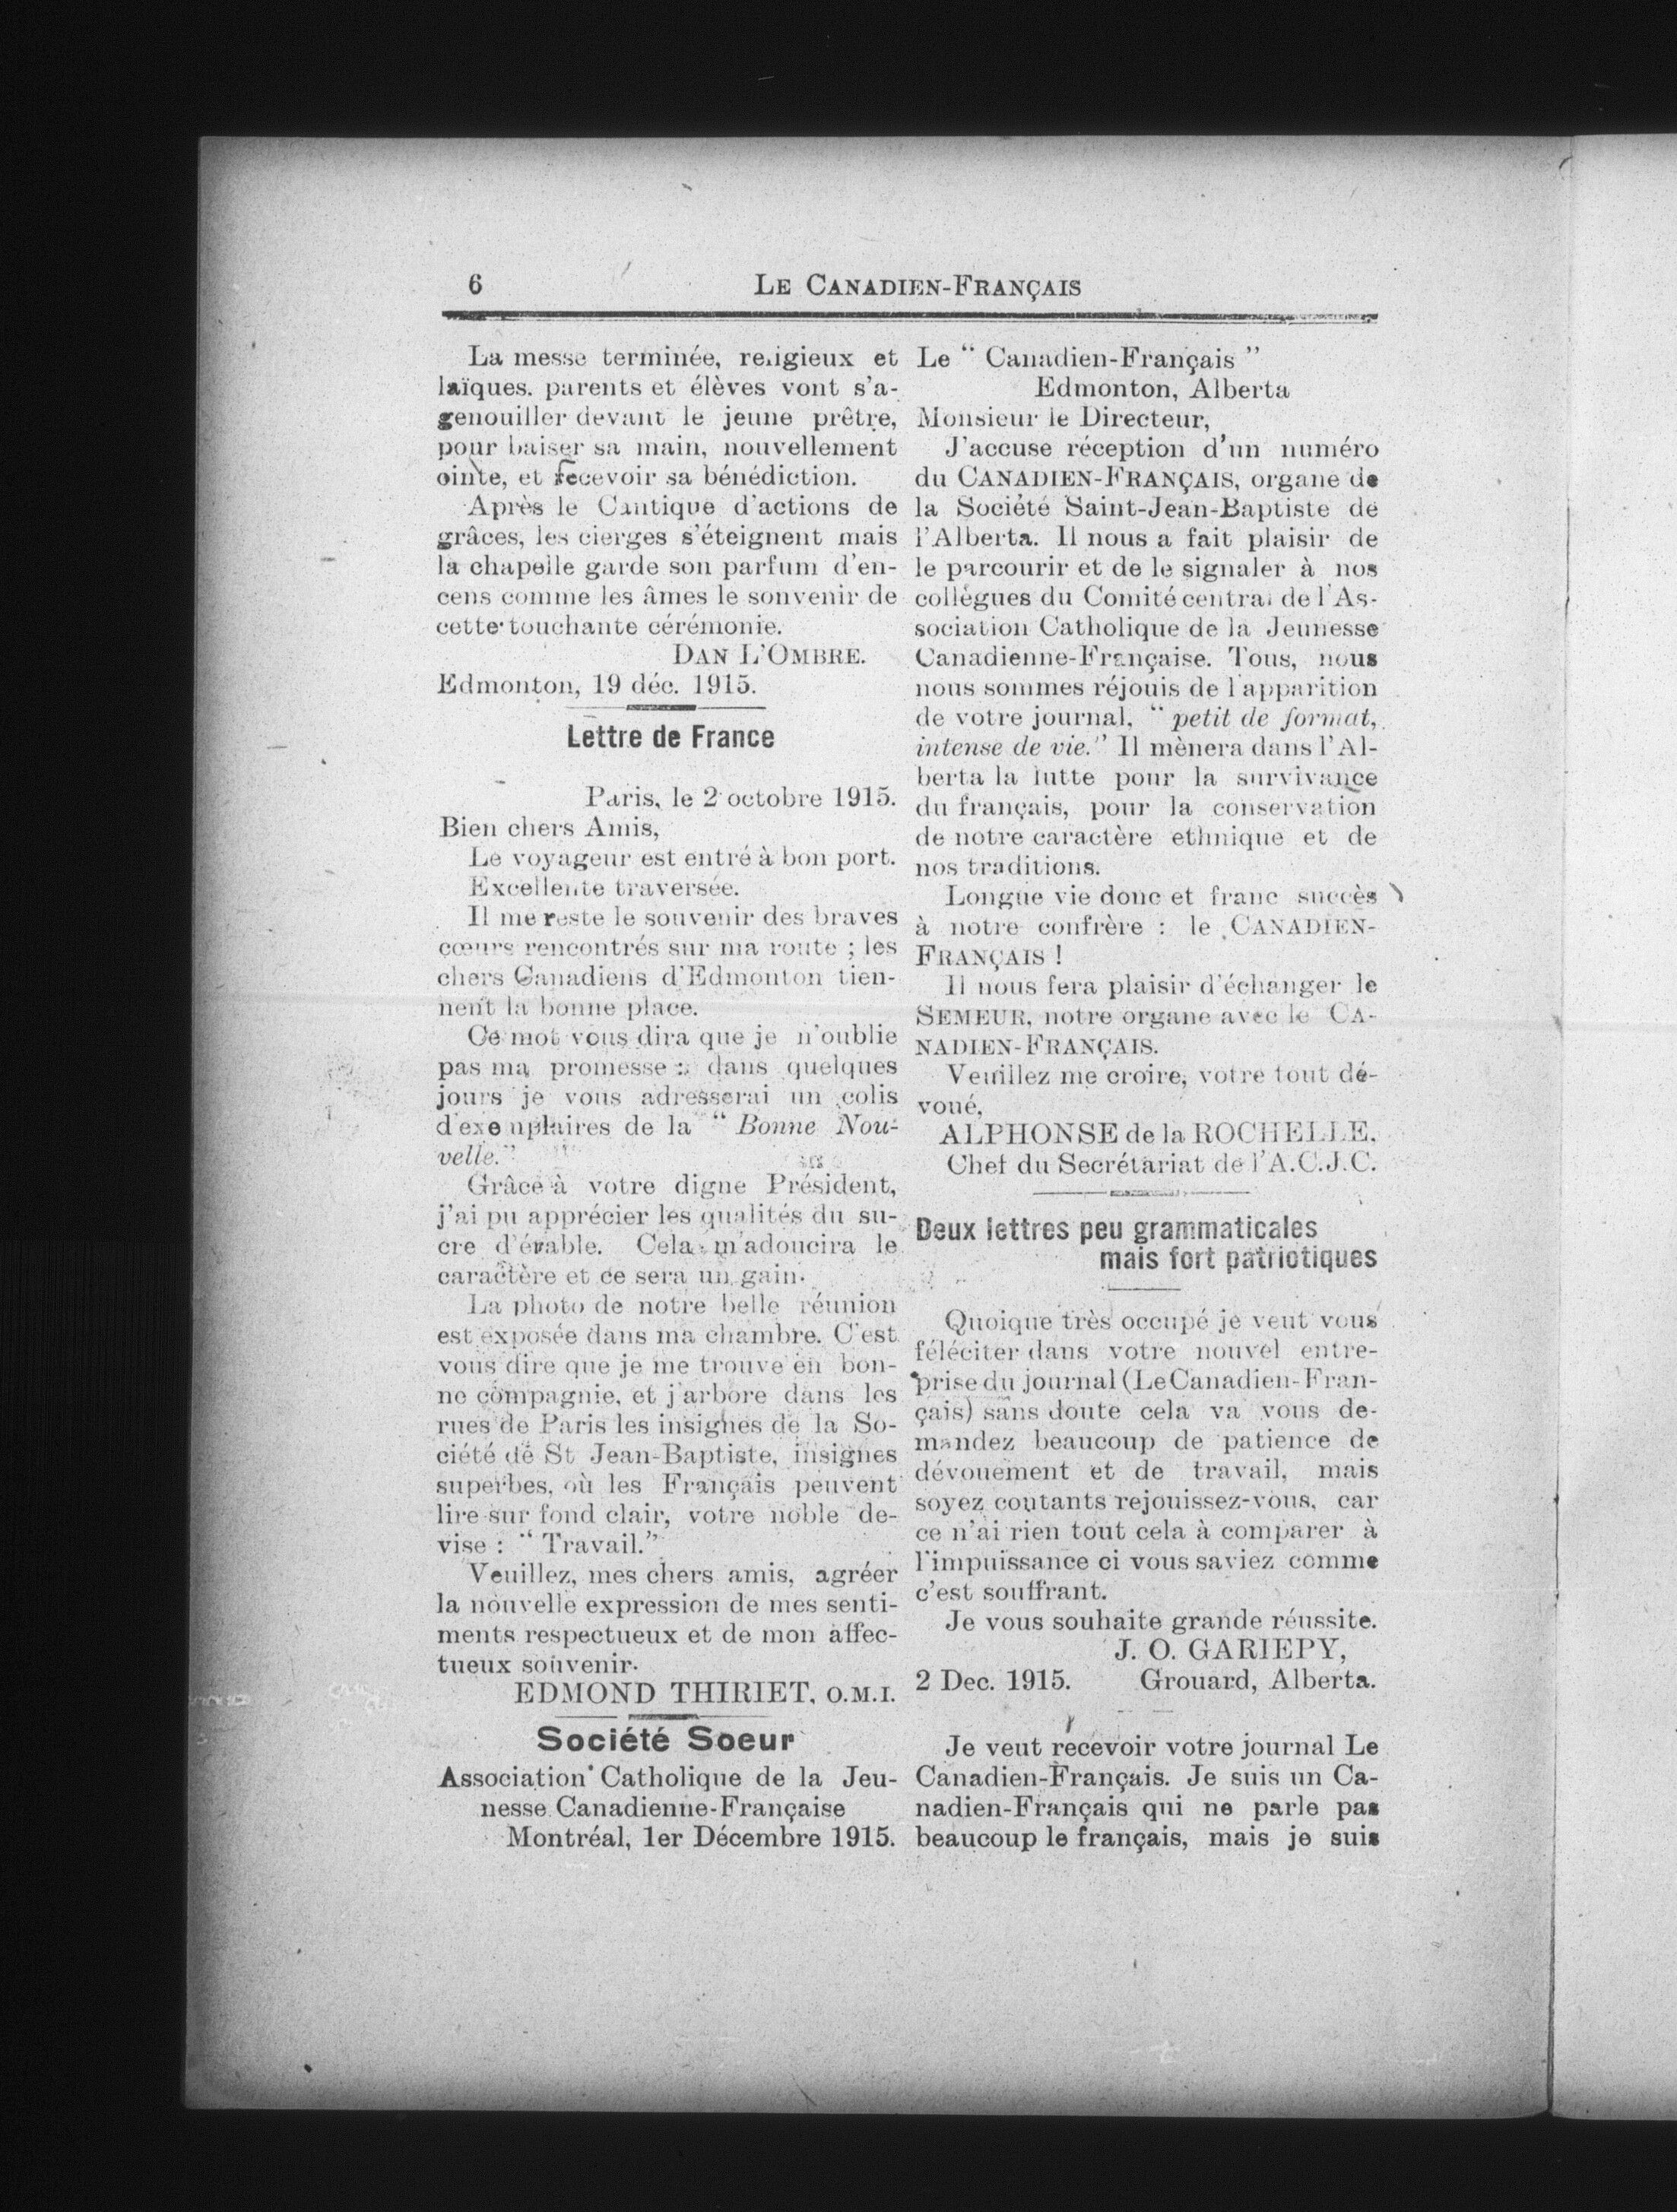 6
LE CANADIEN-FRANÇAIS
La messe terminée, religieux et
laïques. parents et élèves vont s'a-
genouiller devant le jeune prêtre,
pour baiser sa main, nouvellement
ointe, et recevoir sa bénédiction.
Après le Cantique d'actions de
grâces, les cierges s'éteignent mais
la chapelle garde son parfum d'en-
cens comme les âmes le souvenir de
cette touchante cérémonie.
DAN L'OMBRE.
Edmonton, 19 déc. 1915.
Lettre de France
Paris, le 2 octobre 1915.
Bien chers Amis,
Le voyageur est entré à bon port.
Excellente traversée.
Il me reste le souvenir des braves
cœurs rencontrés sur ma route ; les
chers Canadiens d'Edmonton tien-
nent la bonne place.
Ce mot vous dira que je n'oublie
pas ma promesse : dans quelques
jours je vous adresserai un colis
d'exemplaires de la " Bonne Nou-
velle."
Grâce à votre digne Président,
j'ai pu apprécier les qualités du su-
cre d'érable. Cela m'adoucira le
caractère et ce sera un gain.
La photo de notre belle réunion
est exposée dans ma chambre. C'est
vous dire que je me trouve en bon-
ne compagnie, et j'arbore dans les
rues de Paris les insignes de la So-
ciété de St Jean-Baptiste, insignes
superbes, où les Français peuvent
lire sur fond clair, votre noble de-
vise : " Travail."
Veuillez, mes chers amis, agréer
la nouvelle expression de mes senti-
ments respectueux et de mon affec-
tueux souvenir.
EDMOND THIRIET, O.M.I.
Société Soeur
Association Catholique de la Jeu-
nesse Canadienne-Française
Montréal, 1er Décembre 1915.
Le " Canadien-Français "
Edmonton, Alberta
Monsieur le Directeur,
J'accuse réception d'un numéro
du CANADIEN-FRANÇAIS, organe de
la Société Saint-Jean-Baptiste de
l'Alberta. Il nous a fait plaisir de
le parcourir et de le signaler à nos
collègues du Comité central de l'As-
sociation Catholique de la Jeunesse
Canadienne-Française. Tous, nous
nous sommes réjouis de l'apparition
de votre journal, " petit de format,
intense de vie." Il mènera dans l'Al-
berta la lutte pour la survivance
du français, pour la conservation
de notre caractère ethnique et de
nos traditions.
Longue vie donc et franc succès
à notre confrère : le CANADIEN-
FRANÇAIS !
Il nous fera plaisir d'échanger le
SEMEUR, notre organe avec le CA-
NADIEN-FRANÇAIS.
Veuillez me croire, votre tout dé-
voué,
ALPHONSE de la ROCHELLE,
Chef du Secrétariat de l'A.C.J.C.
Deux lettres peu grammaticales
mais fort patriotiques
Quoique très occupé je veut vous
féléciter dans votre nouvel entre-
prise du journal (Le Canadien-Fran-
çais) sans doute cela va vous de-
mandez beaucoup de patience de
dévouement et de travail, mais
soyez coutants rejouissez-vous, car
ce n'ai rien tout cela à comparer à
l'impuissance ci vous saviez comme
c'est souffrant.
Je vous souhaite grande réussite.
J. O. GARIEPY,
2 Dec. 1915. Grouard, Alberta.
Je veut recevoir votre journal Le
Canadien-Français. Je suis un Ca-
nadien-Français qui ne parle pas
beaucoup le français, mais je suis